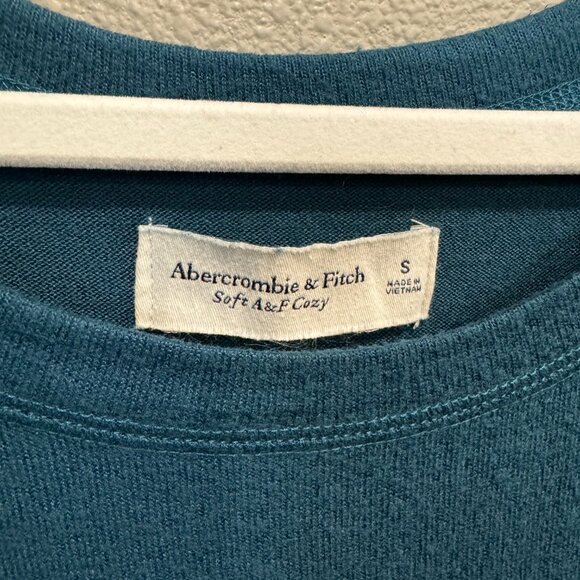 Abercrombie & Fitch
Soft A&F Cozy
S
MADE IN
VIETNAM